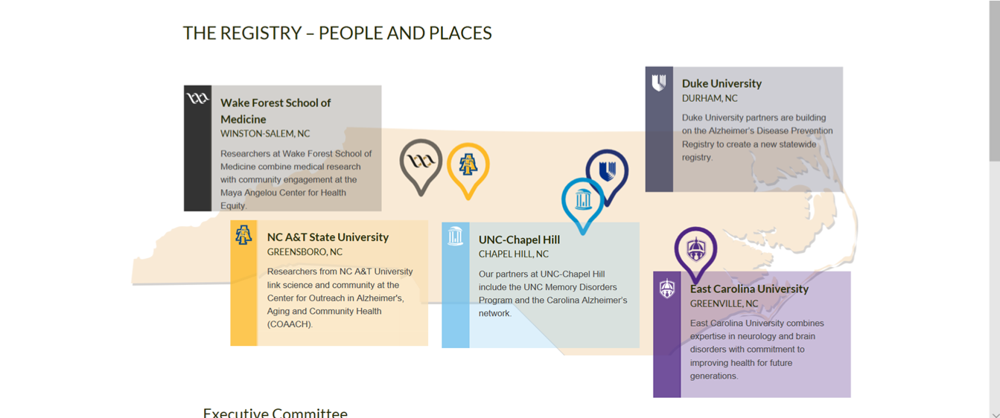 THE REGISTRY – PEOPLE AND PLACES
Wake Forest School of
Medicine
WINSTON-SALEM, NC
Researchers at Wake Forest School of
Medicine combine medical research
with community engagement at the
Maya Angelou Center for Health
Equity.
Duke University
DURHAM, NC
Duke University partners are building
on the Alzheimer's Disease Prevention
Registry to create a new statewide
registry.
NC A&T State University
GREENSBORO, NC
Researchers from NC A&T University
link science and community at the
Center for Outreach in Alzheimer's,
Aging and Community Health
(COAACH).
UNC-Chapel Hill
CHAPEL HILL, NC
Our partners at UNC-Chapel Hill
include the UNC Memory Disorders
Program and the Carolina Alzheimer's
network.
East Carolina University
GREENVILLE, NC
East Carolina University combines
expertise in neurology and brain
disorders with commitment to
improving health for future
generations.
Executive Committee